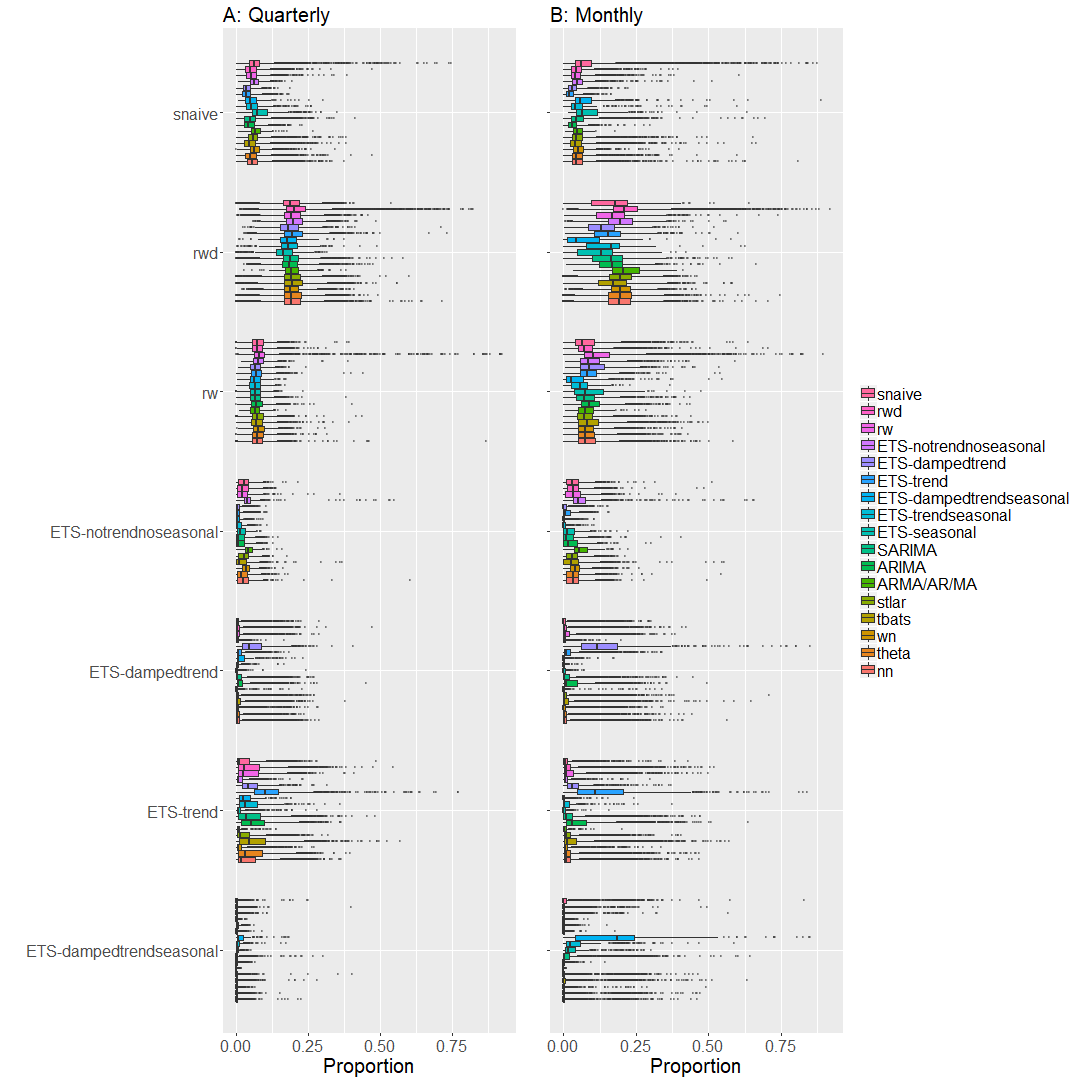 A: Quarterly
B: Monthly
snaive
rwd
rw
ETS-notrendnoseasonal
ETS-dampedtrend
ETS-trend
ETS-dampedtrendseasonal
0.00 0.25 0.50 0.75
Proportion
0.00 0.25 0.50 0.75
Proportion
snaive
rwd
rw
ETS-notrendnoseasonal
ETS-dampedtrend
ETS-trend
ETS-dampedtrendseasonal
ETS-trendseasonal
ETS-seasonal
SARIMA
ARIMA
ARMA/AR/MA
stlar
tbats
wn
theta
nn